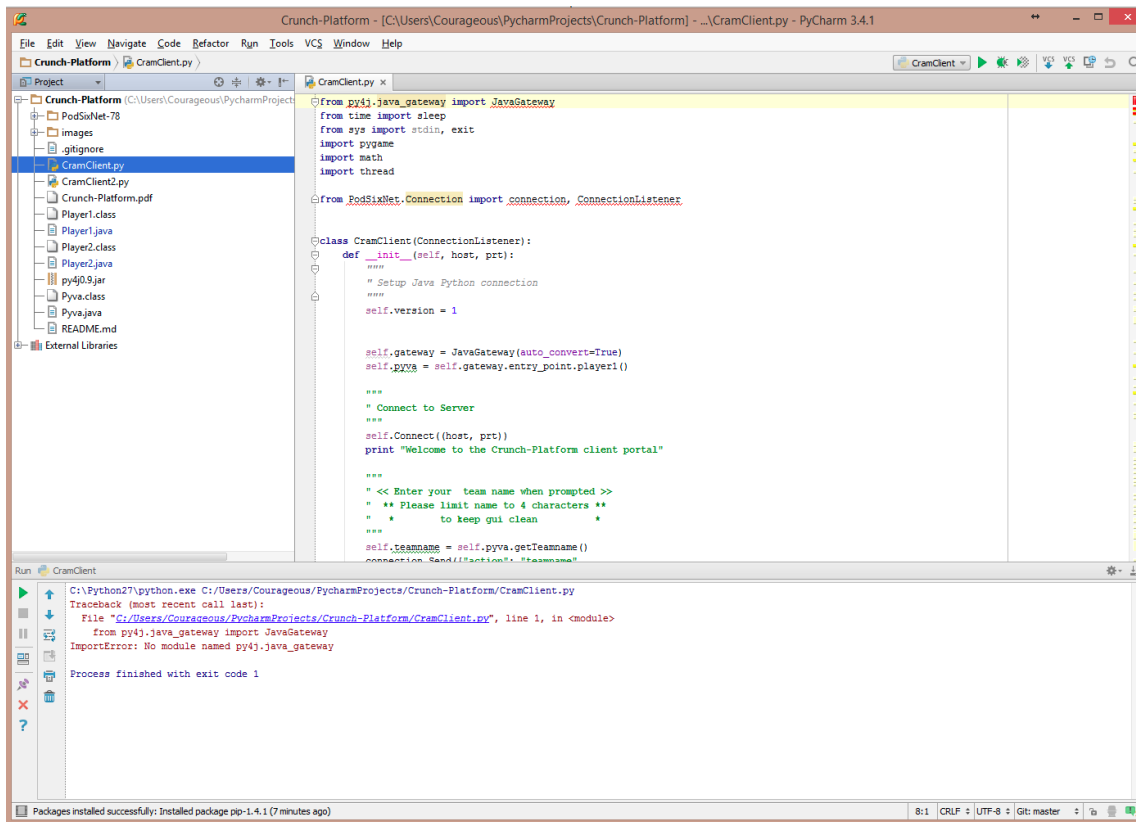 Crunch-Platform - [C:\Users\Courageous\PycharmProjects\Crunch-Platform] - ...\CramClient.py - PyCharm 3.4.1
File Edit View Navigate Code Refactor Run Tools VCS Window Help
Crunch-Platform CramClient.py
CramClient
VCS VCS
Project
CramClient.py ×
Crunch-Platform (C:\Users\Courageous\PycharmProjects
PodSixNet-78
images
.gitignore
CramClient.py
CramClient2.py
Crunch-Platform.pdf
Player1.class
Player1.java
Player2.class
Player2.java
py4j0.9.jar
Pyva.class
Pyva.java
README.md
External Libraries
from py4j.java_gateway import JavaGateway
from time import sleep
from sys import stdin, exit
import pygame
import math
import thread
from PodSixNet.Connection import connection, ConnectionListener
class CramClient(ConnectionListener):
def __init__(self, host, prt):
"""
" Setup Java Python connection
"""
self.version = 1
self.gateway = JavaGateway(auto_convert=True)
self.pyva = self.gateway.entry_point.player1()
"""
" Connect to Server
"""
self.Connect((host, prt))
print "Welcome to the Crunch-Platform client portal"
"""
" << Enter your  team name when prompted >>
"  ** Please limit name to 4 characters **
"   *        to keep gui clean          *
"""
self.teamname = self.pyva.getTeamname()
connection.Send({"action": "teamname",
Run CramClient
C:\Python27\python.exe C:/Users/Courageous/PycharmProjects/Crunch-Platform/CramClient.py
Traceback (most recent call last):
File "C:/Users/Courageous/PycharmProjects/Crunch-Platform/CramClient.py", line 1, in <module>
from py4j.java_gateway import JavaGateway
ImportError: No module named py4j.java_gateway
Process finished with exit code 1
Packages installed successfully: Installed package pip-1.4.1 (7 minutes ago)
8:1 CRLF UTF-8 Git: master